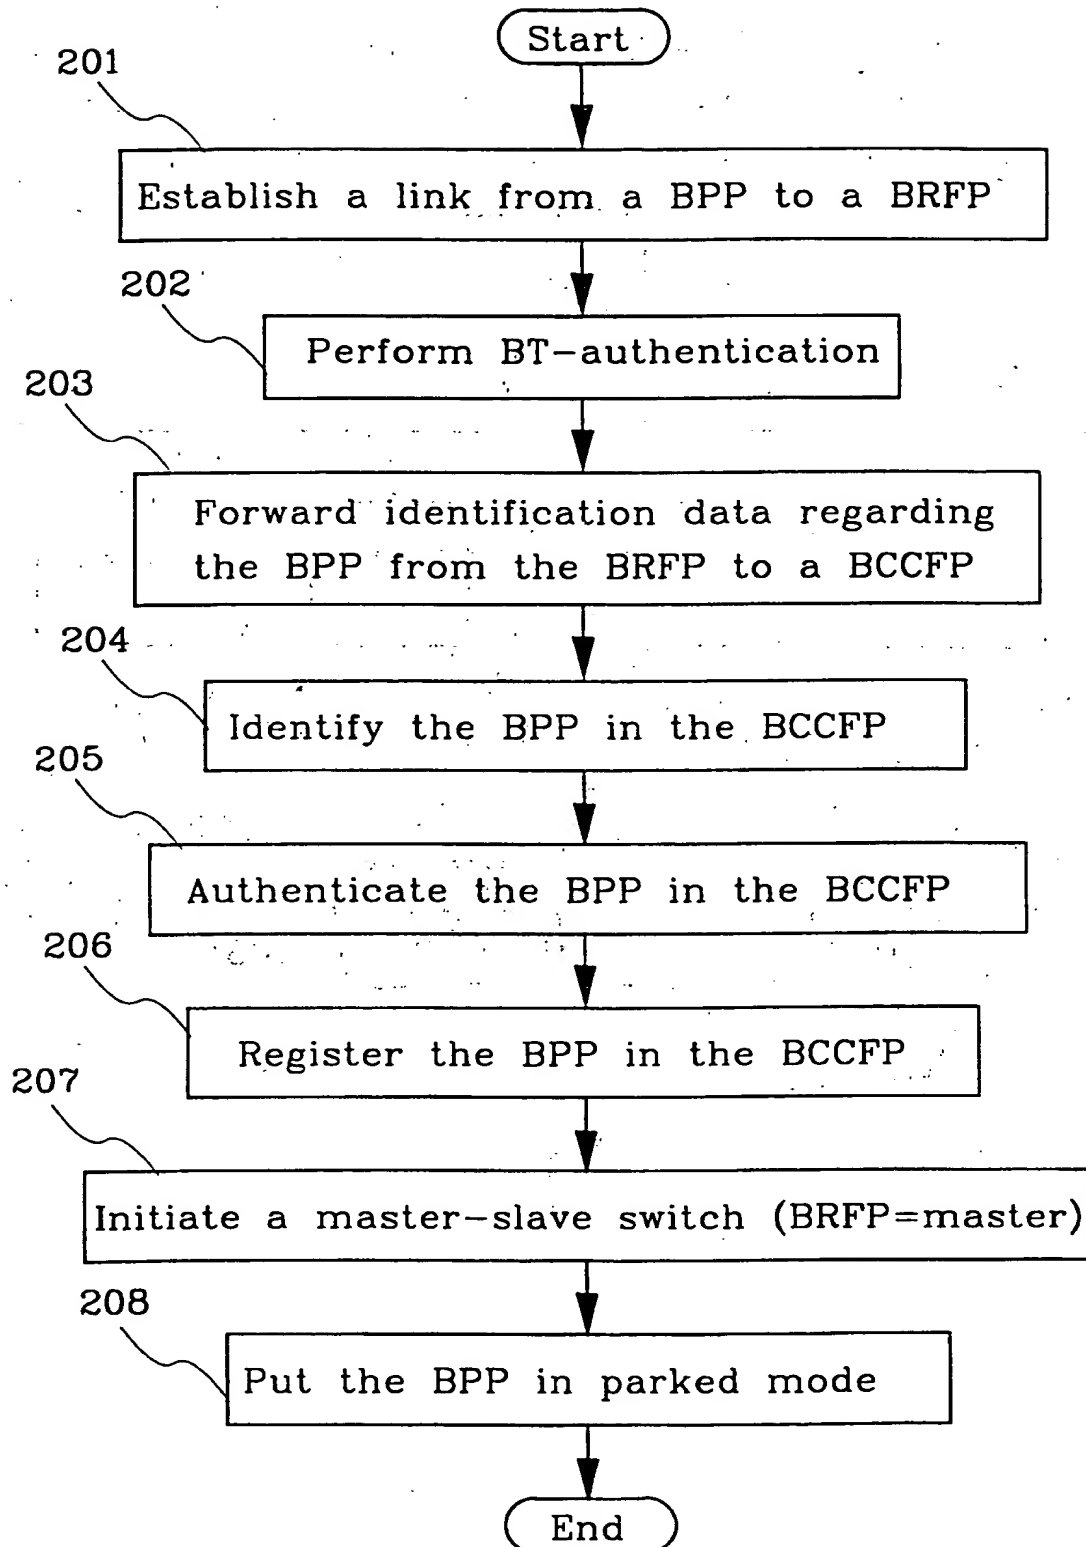 Start
201
Establish a link from a BPP to a BRFP
202
Perform BT-authentication
203
Forward identification data regarding
the BPP from the BRFP to a BCCFP
204
Identify the BPP in the BCCFP
205
Authenticate the BPP in the BCCFP
206
Register the BPP in the BCCFP
207
Initiate a master-slave switch (BRFP=master)
208
Put the BPP in parked mode
End